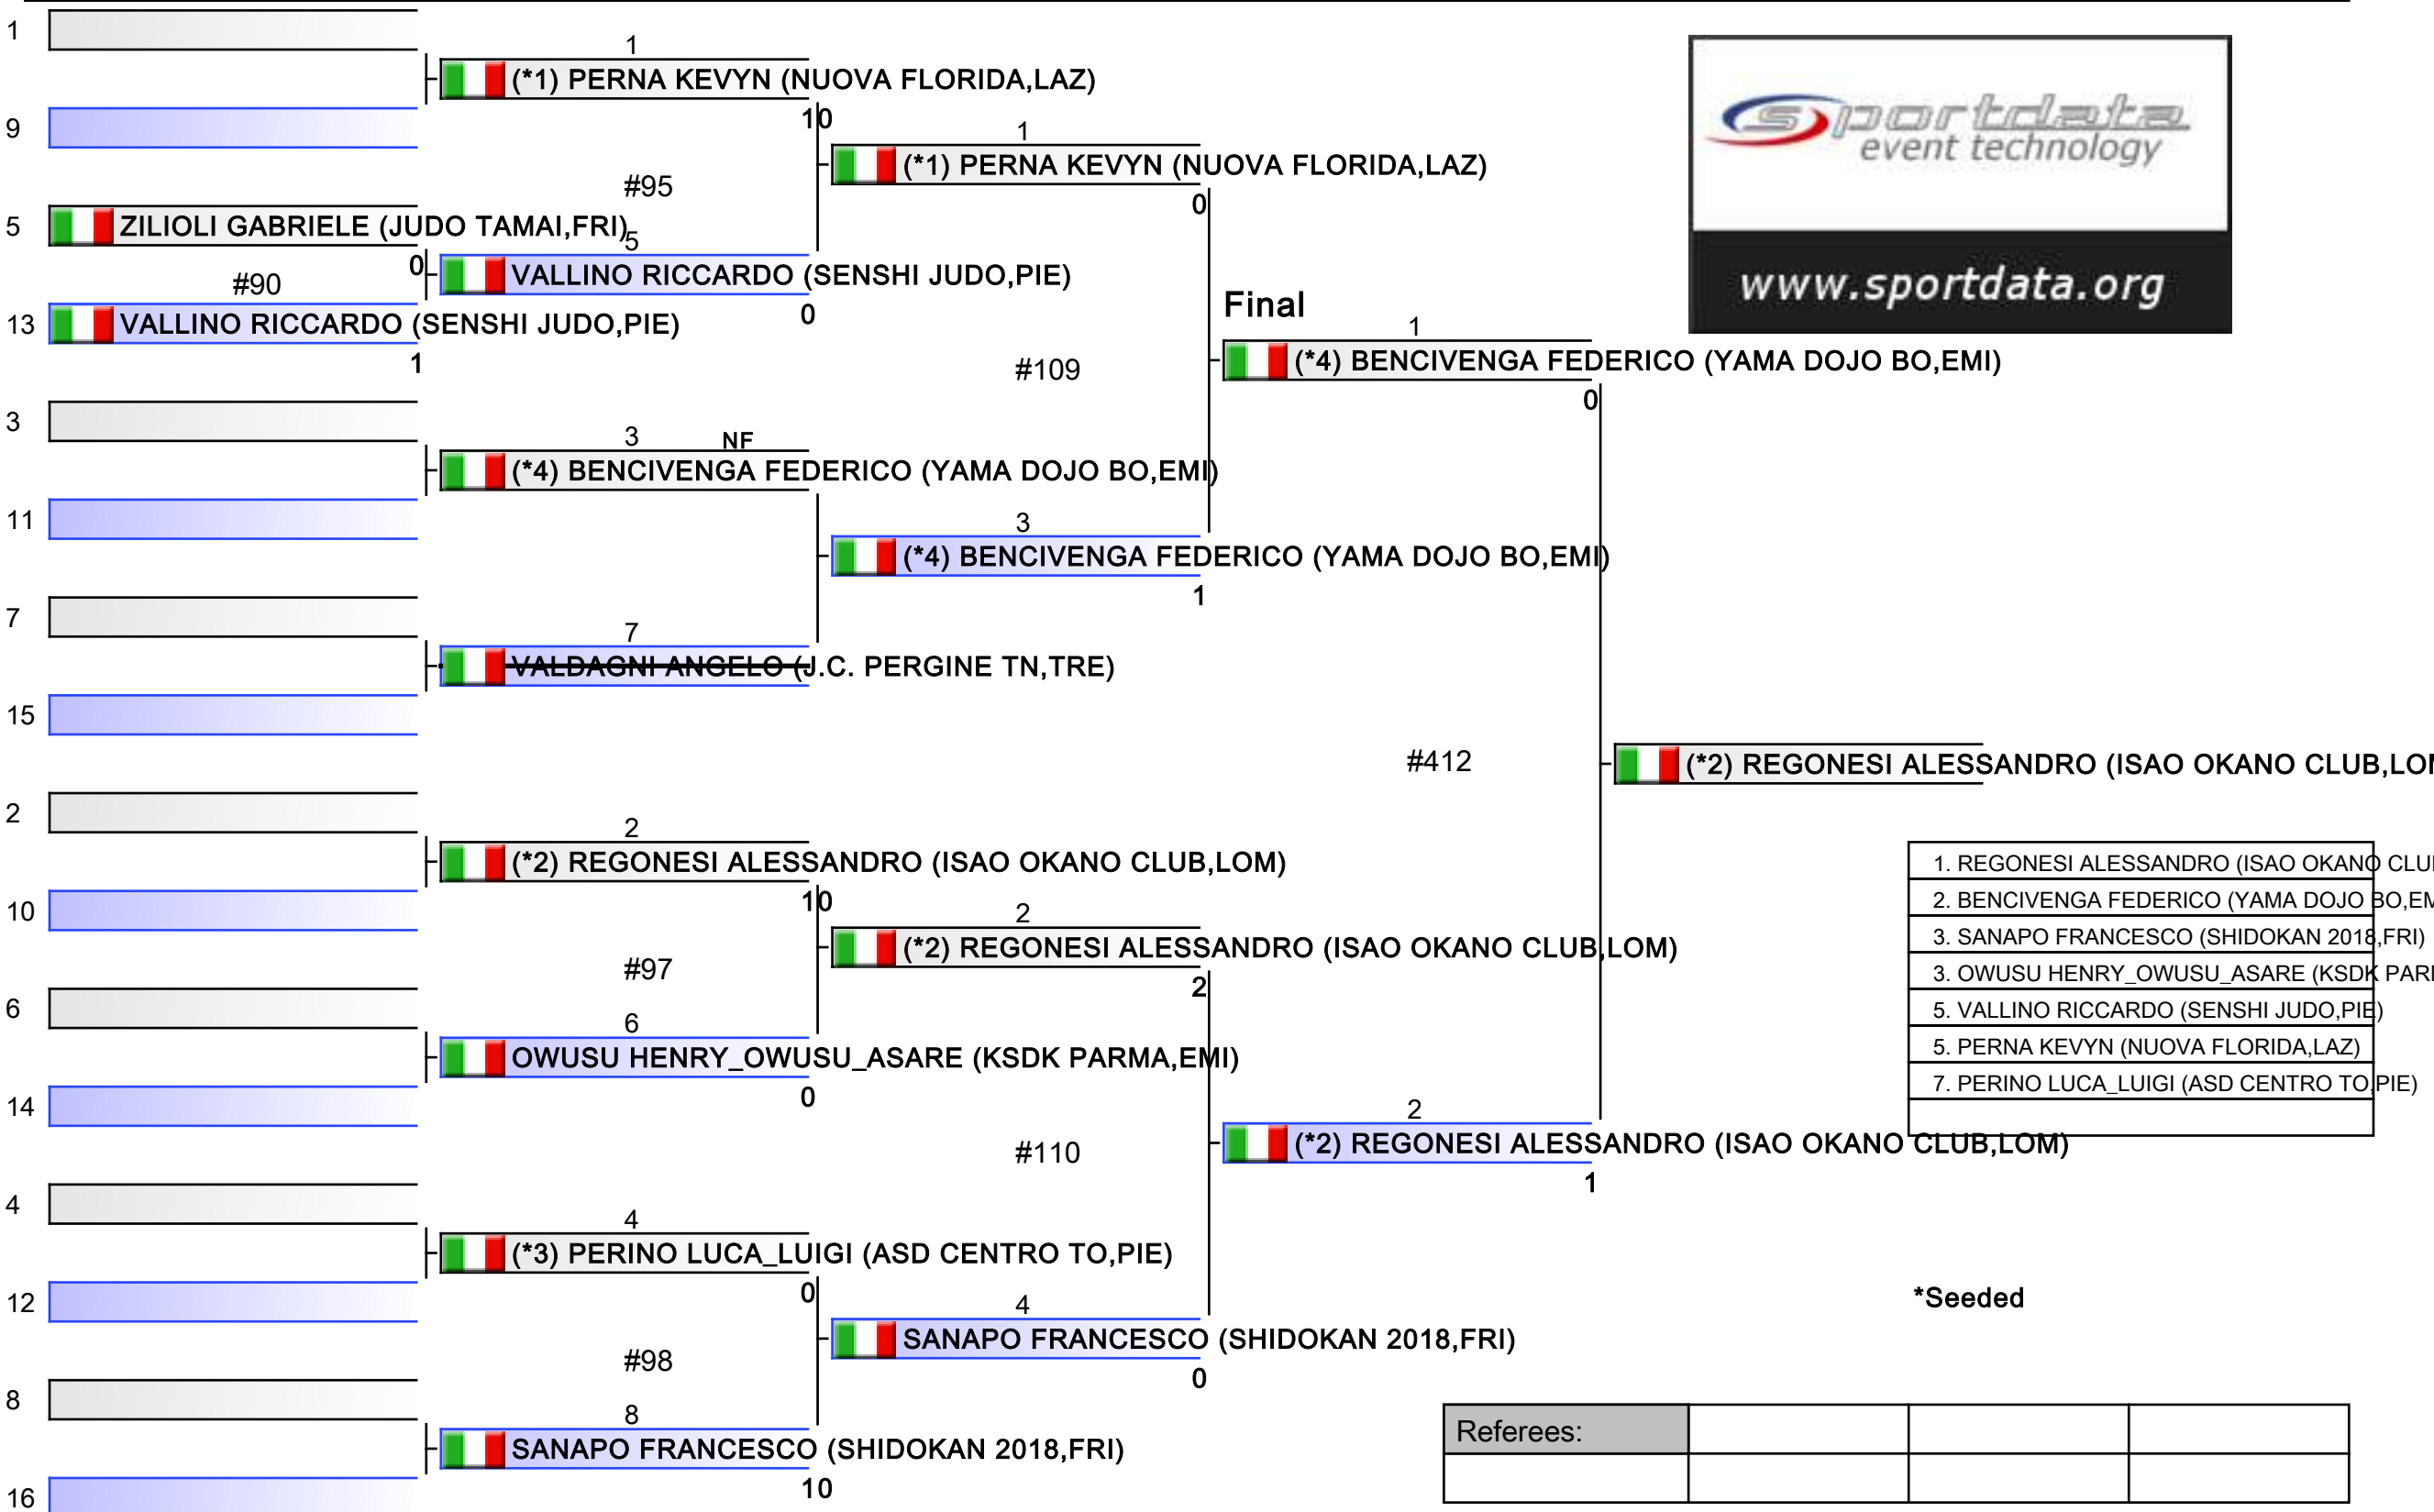 1
1
(*1) PERNA KEVYN (NUOVA FLORIDA,LAZ)
10
9
1
(*1) PERNA KEVYN (NUOVA FLORIDA,LAZ)
0
#95
5
ZILIOLI GABRIELE (JUDO TAMAI,FRI)
0
5
VALLINO RICCARDO (SENSHI JUDO,PIE)
0
#90
13
VALLINO RICCARDO (SENSHI JUDO,PIE)
1
sportdata
event technology
www.sportdata.org
Final
1
(*4) BENCIVENGA FEDERICO (YAMA DOJO BO,EMI)
0
#109
3
3
NF
(*4) BENCIVENGA FEDERICO (YAMA DOJO BO,EMI)
11
3
(*4) BENCIVENGA FEDERICO (YAMA DOJO BO,EMI)
1
7
7
VALDAGNI ANGELO (J.C. PERGINE TN,TRE)
15
#412
(*2) REGONESI ALESSANDRO (ISAO OKANO CLUB,LO
2
2
(*2) REGONESI ALESSANDRO (ISAO OKANO CLUB,LOM)
10
10
2
(*2) REGONESI ALESSANDRO (ISAO OKANO CLUB,LOM)
2
#97
6
6
OWUSU HENRY_OWUSU_ASARE (KSDK PARMA,EMI)
0
14
1. REGONESI ALESSANDRO (ISAO OKANO CLU
2. BENCIVENGA FEDERICO (YAMA DOJO BO,EM
3. SANAPO FRANCESCO (SHIDOKAN 2018,FRI)
3. OWUSU HENRY_OWUSU_ASARE (KSDK PAR
5. VALLINO RICCARDO (SENSHI JUDO,PIE)
5. PERNA KEVYN (NUOVA FLORIDA,LAZ)
7. PERINO LUCA_LUIGI (ASD CENTRO TO,PIE)
2
(*2) REGONESI ALESSANDRO (ISAO OKANO CLUB,LOM)
1
#110
4
4
(*3) PERINO LUCA_LUIGI (ASD CENTRO TO,PIE)
0
12
4
SANAPO FRANCESCO (SHIDOKAN 2018,FRI)
0
*Seeded
#98
8
8
SANAPO FRANCESCO (SHIDOKAN 2018,FRI)
10
16
Referees: